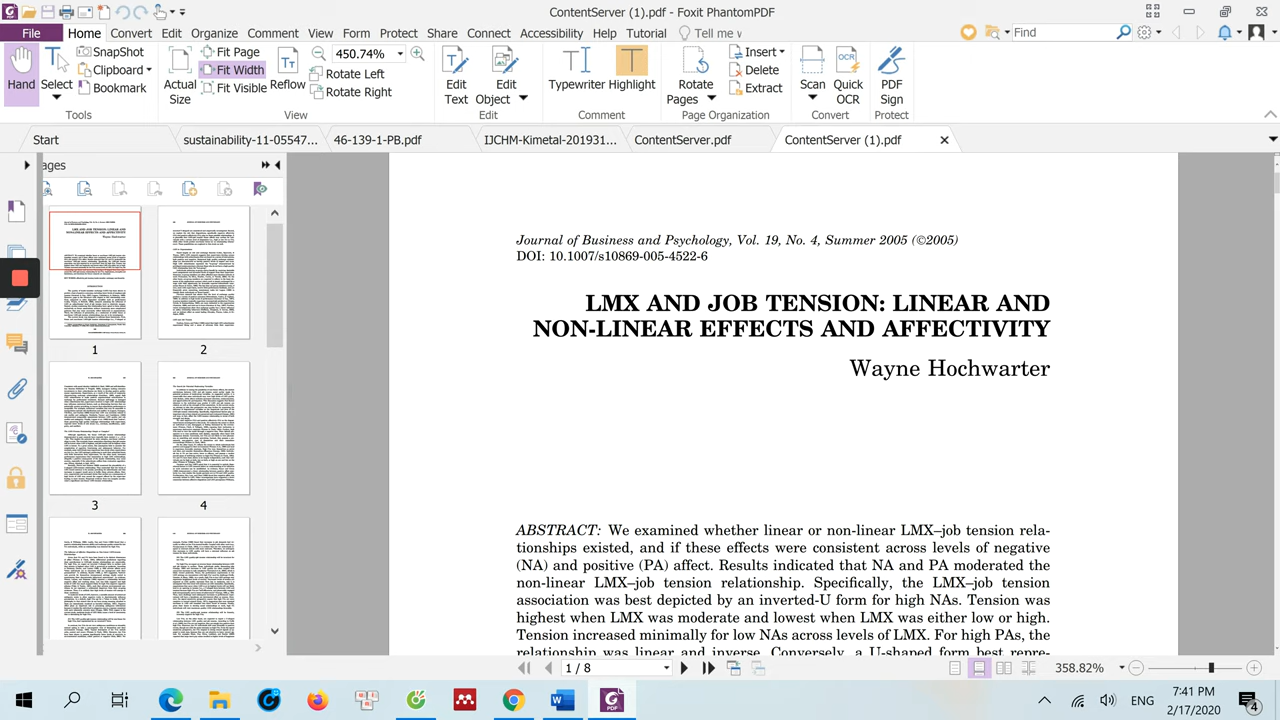 ContentServer (1).pdf - Foxit PhantomPDF
File Home Convert Edit Organize Comment View Form Protect Share Connect Accessibility Help Tutorial Tell me v Find
Hand
Select
SnapShot
Clipboard
Bookmark
Tools
Actual Size
Fit Page
Fit Width
Fit Visible
Reflow
450.74%
Rotate Left
Rotate Right
View
Edit Text
Edit Object
Edit
Typewriter
Highlight
Comment
Rotate Pages
Insert
Delete
Extract
Page Organization
Scan
Quick OCR
Convert
PDF Sign
Protect
Start sustainability-11-05547... 46-139-1-PB.pdf IJCHM-Kimetal-201931... ContentServer.pdf ContentServer (1).pdf
ages
1 2
3 4
Journal of Business and Psychology, Vol. 19, No. 4, Summer 2005 (©2005)
DOI: 10.1007/s10869-005-4522-6
LMX AND JOB TENSION: LINEAR AND
NON-LINEAR EFFECTS AND AFFECTIVITY
Wayne Hochwarter
ABSTRACT: We examined whether linear or non-linear LMX–job tension rela-
tionships existed, and if these effects were consistent across levels of negative
(NA) and positive (PA) affect. Results indicated that NA and PA moderated the
non-linear LMX–job tension relationship. Specifically, the LMX–job tension
association was best depicted by an inverted-U form for high NAs. Tension was
highest when LMX was moderate and lowest when LMX was either low or high.
Tension increased minimally for low NAs across levels of LMX. For high PAs, the
relationship was linear and inverse. Conversely, a U-shaped form best repre-
1 / 8
358.82%
ENG
7:41 PM
2/17/2020
4